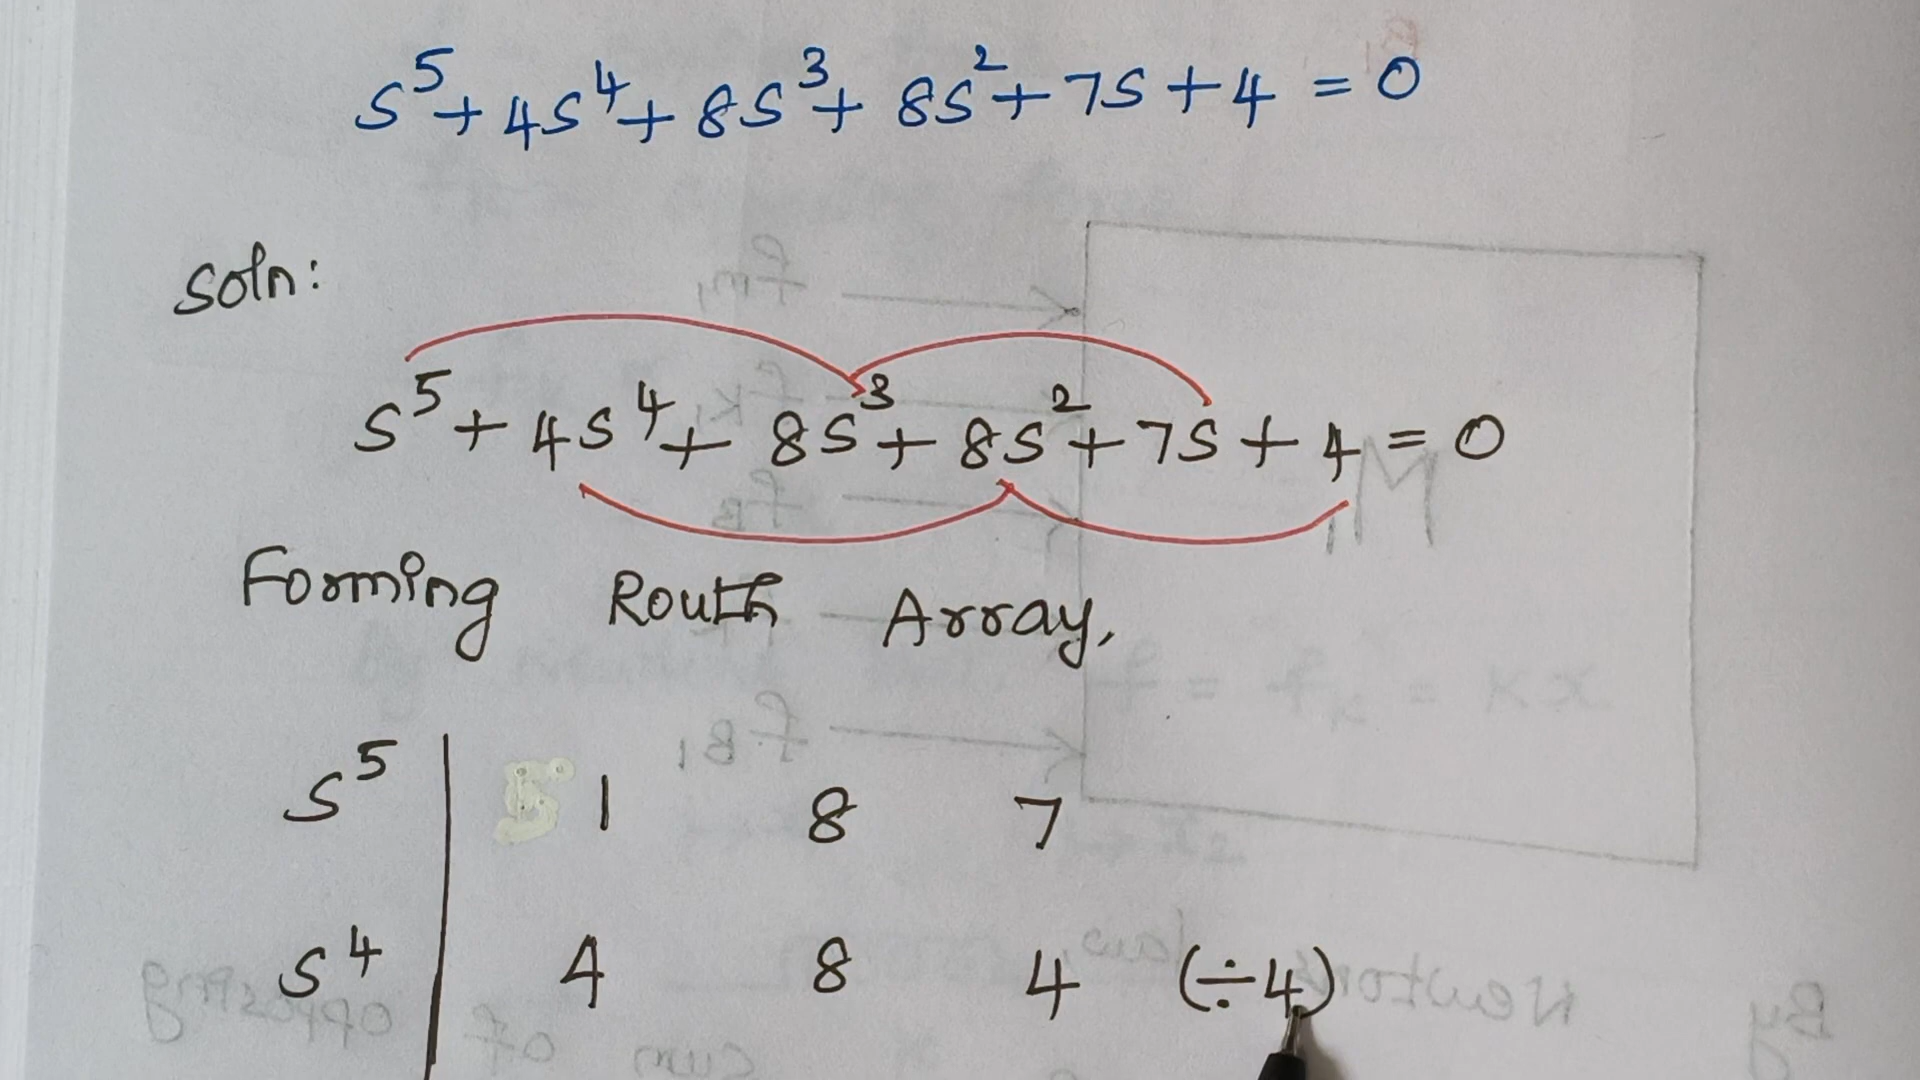 s⁵ + 4s⁴ + 8s³ + 8s² + 7s + 4 = 0
Soln:
s⁵ + 4s⁴ + 8s³ + 8s² + 7s + 4 = 0
Forming Routh Array,
s⁵ | 1 8 7
s⁴ | 4 8 4 (÷4)